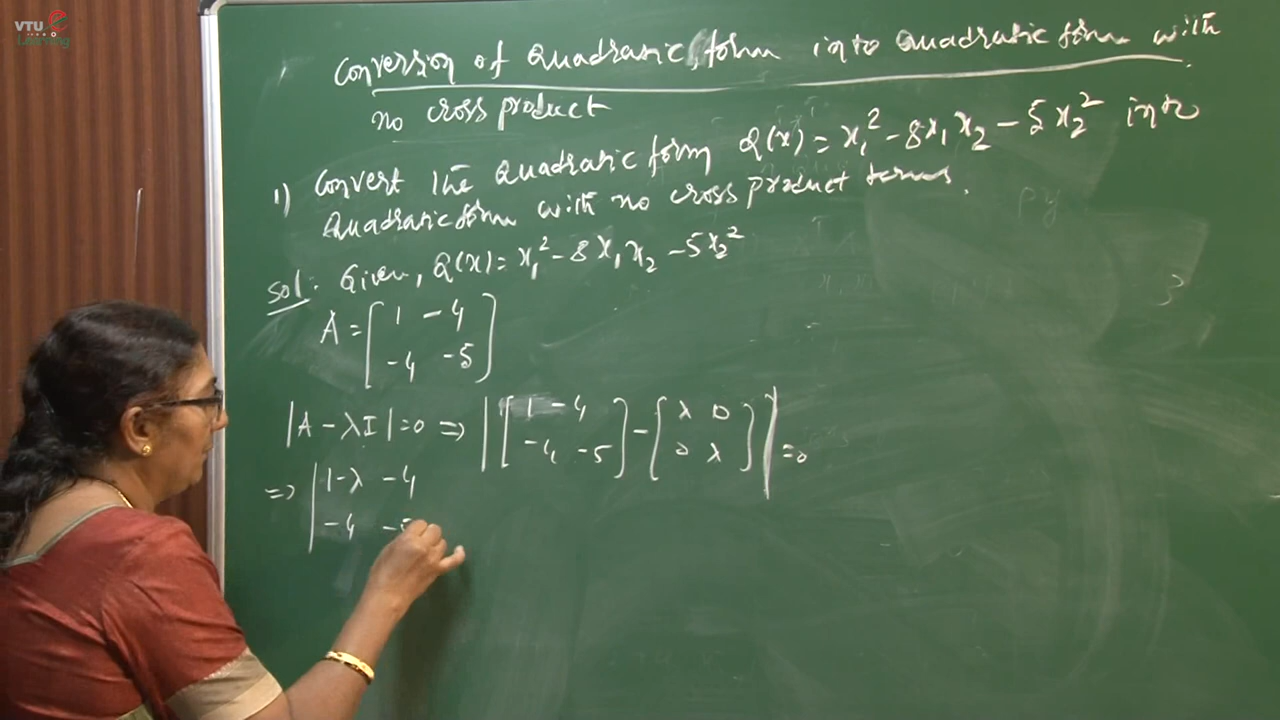 VTU e
Learning
Conversion of Quadratic form into Quadratic form with
no cross product
1) Convert the Quadratic form Q(x) = x₁² - 8x₁x₂ - 5x₂² into
Quadratic form with no cross product terms.
Sol: Given, Q(x) = x₁² - 8x₁x₂ - 5x₂²
A = [ 1 -4
-4 -5 ]
|A - λI| = 0 ⇒ | [ 1 -4
-4 -5 ] - [ λ 0
0 λ ] | = 0
⇒ | 1-λ -4
-4 -5